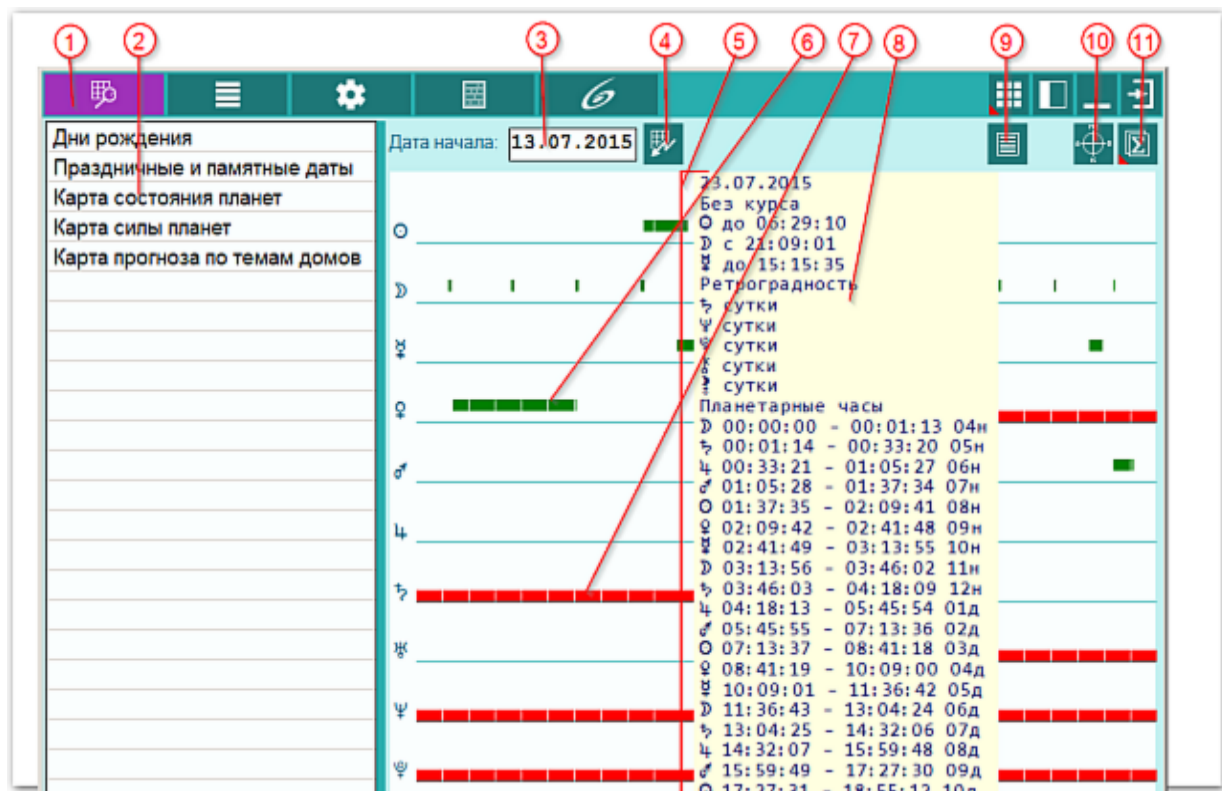 1 2 3 4 5 6 7 8 9 10 11
Дни рождения
Праздничные и памятные даты
Карта состояния планет
Карта силы планет
Карта прогноза по темам домов
Дата начала: 13.07.2015
23.07.2015
Без курса
☉ до 06:29:10
☽ с 21:09:01
☿ до 15:15:35
Ретроградность
♄ сутки
♆ сутки
сутки
сутки
сутки
Планетарные часы
☽ 00:00:00 - 00:01:13 04н
♄ 00:01:14 - 00:33:20 05н
♃ 00:33:21 - 01:05:27 06н
♂ 01:05:28 - 01:37:34 07н
☉ 01:37:35 - 02:09:41 08н
♀ 02:09:42 - 02:41:48 09н
☿ 02:41:49 - 03:13:55 10н
☽ 03:13:56 - 03:46:02 11н
♄ 03:46:03 - 04:18:09 12н
♃ 04:18:13 - 05:45:54 01д
♂ 05:45:55 - 07:13:36 02д
☉ 07:13:37 - 08:41:18 03д
♀ 08:41:19 - 10:09:00 04д
☿ 10:09:01 - 11:36:42 05д
☽ 11:36:43 - 13:04:24 06д
♄ 13:04:25 - 14:32:06 07д
♃ 14:32:07 - 15:59:48 08д
♂ 15:59:49 - 17:27:30 09д
☉ 17:27:31 - 18:55:12 10д